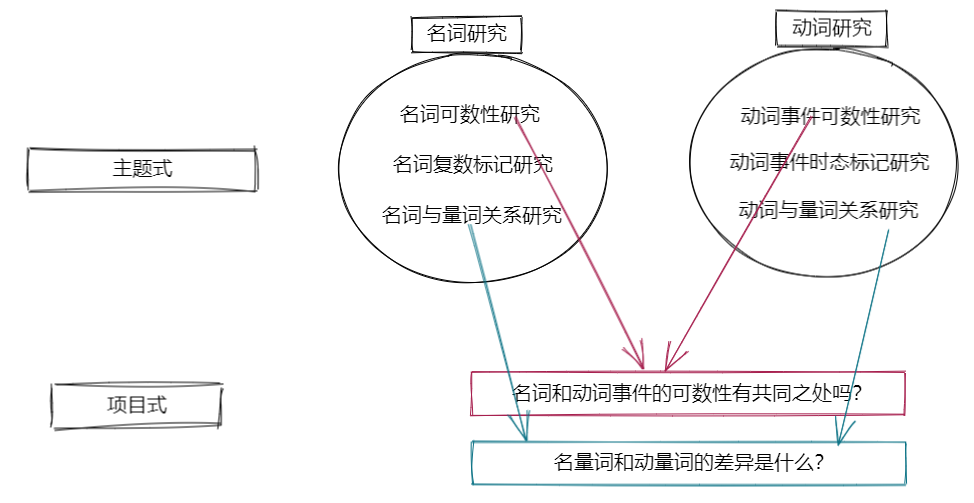 名词研究
动词研究
名词可数性研究
名词复数标记研究
名词与量词关系研究
动词事件可数性研究
动词事件时态标记研究
动词与量词关系研究
主题式
项目式
名词和动词事件的可数性有共同之处吗?
名量词和动量词的差异是什么?